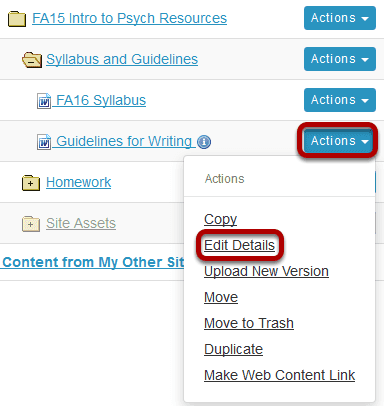 FA15 Intro to Psych Resources Actions
Syllabus and Guidelines Actions
FA16 Syllabus Actions
Guidelines for Writing Actions
Actions
Homework
Copy
Site Assets
Edit Details
Content from My Other Sit
Upload New Version
Move
Move to Trash
Duplicate
Make Web Content Link